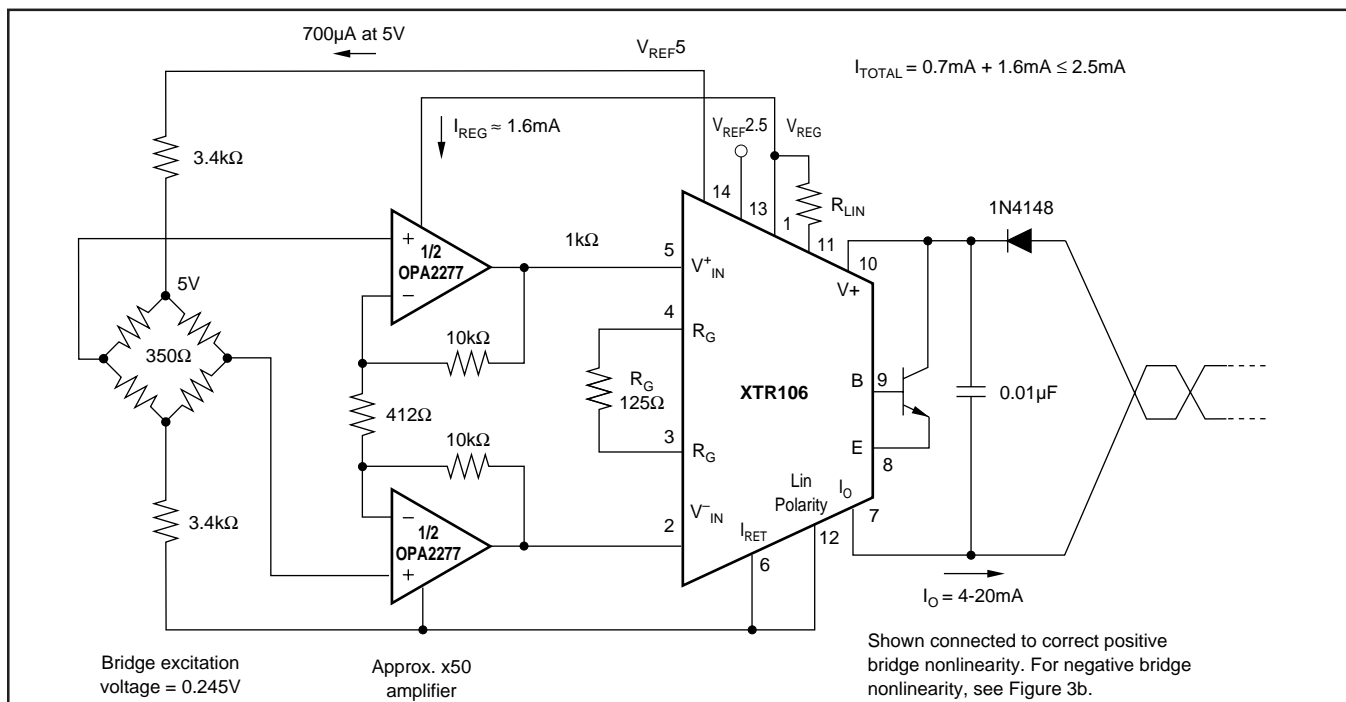 700µA at 5V
V_REF5
I_TOTAL = 0.7mA + 1.6mA ≤ 2.5mA
I_REG ≈ 1.6mA
V_REF2.5
V_REG
3.4kΩ
14
13
1
R_LIN
11
1N4148
10
V+
+
1/2
OPA2277
−
1kΩ
5
V⁺_IN
5V
350Ω
10kΩ
4
R_G
R_G
125Ω
XTR106
B
9
0.01µF
412Ω
10kΩ
3
R_G
E
8
Lin
Polarity
I_O
7
3.4kΩ
−
1/2
OPA2277
+
2
V⁻_IN
I_RET
6
12
I_O = 4-20mA
Bridge excitation
voltage = 0.245V
Approx. x50
amplifier
Shown connected to correct positive
bridge nonlinearity. For negative bridge
nonlinearity, see Figure 3b.